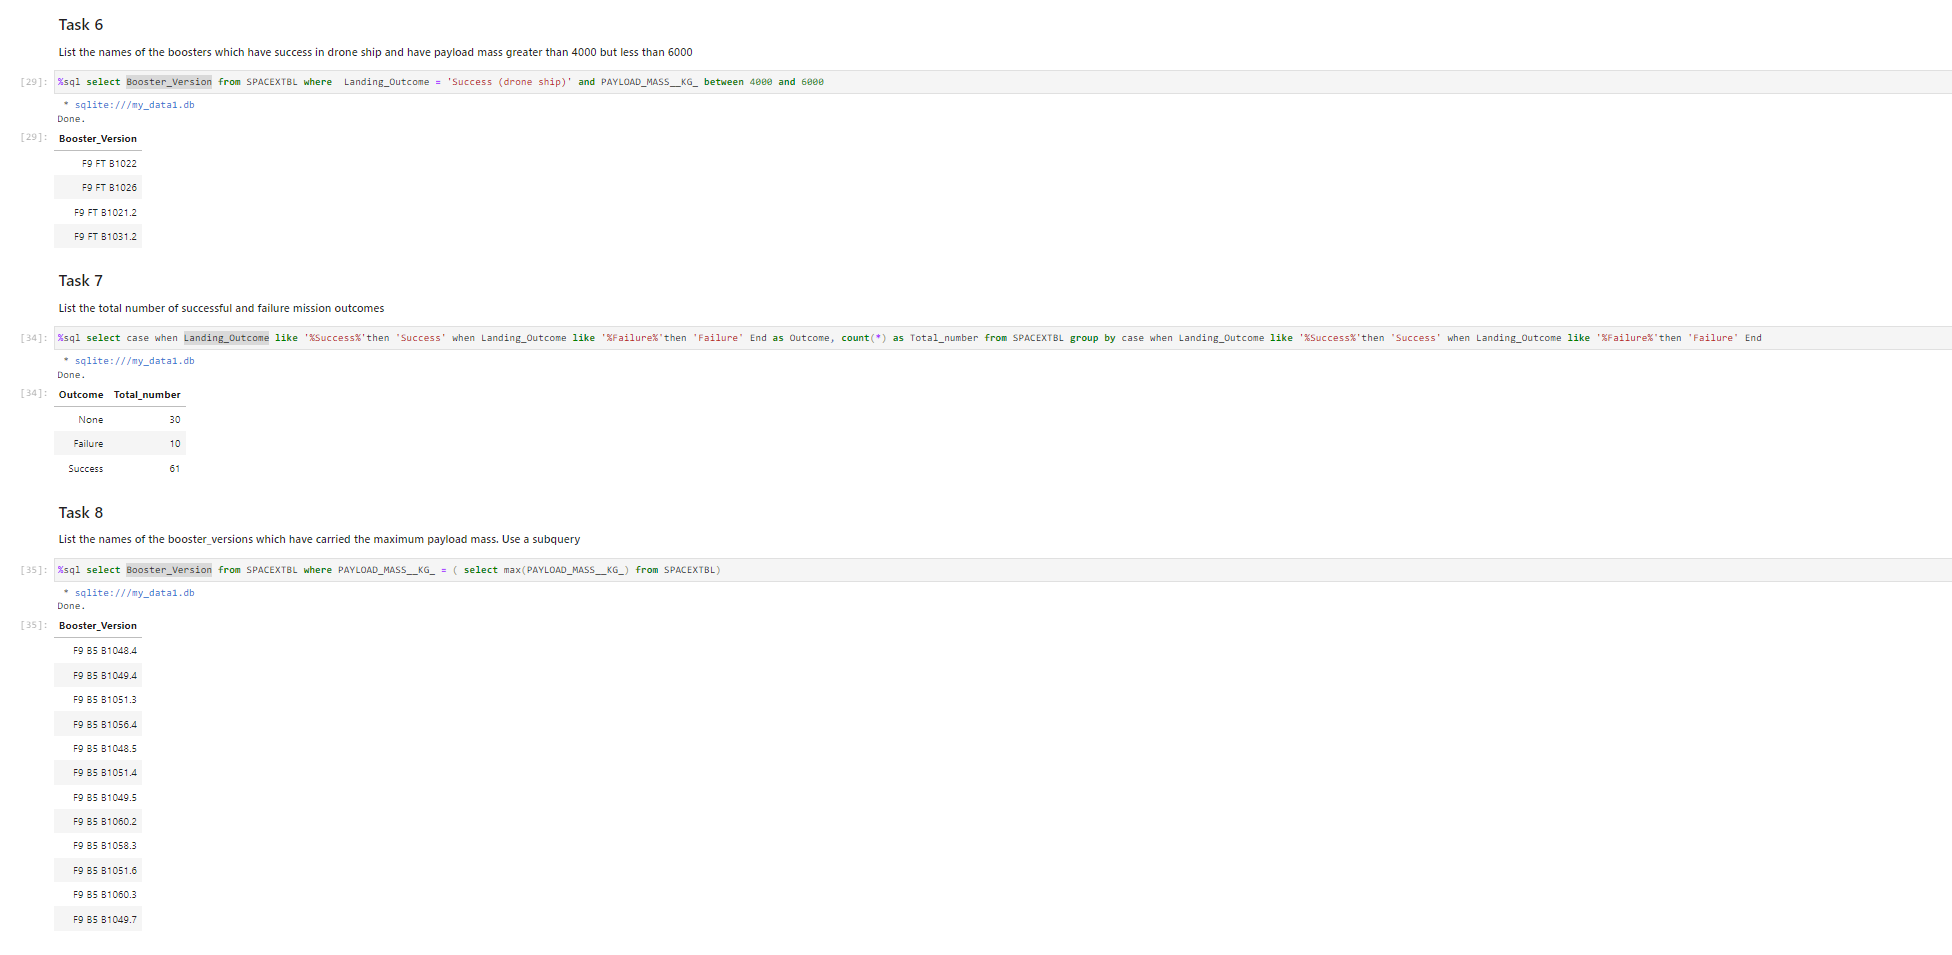 Task 6
List the names of the boosters which have success in drone ship and have payload mass greater than 4000 but less than 6000
[29]: %sql select Booster_Version from SPACEXTBL where  Landing_Outcome = 'Success (drone ship)' and PAYLOAD_MASS__KG_ between 4000 and 6000
* sqlite:///my_data1.db
Done.
[29]: Booster_Version
F9 FT B1022
F9 FT B1026
F9 FT B1021.2
F9 FT B1031.2
Task 7
List the total number of successful and failure mission outcomes
[34]: %sql select case when Landing_Outcome like '%Success%'then 'Success' when Landing_Outcome like '%Failure%'then 'Failure' End as Outcome, count(*) as Total_number from SPACEXTBL group by case when Landing_Outcome like '%Success%'then 'Success' when Landing_Outcome like '%Failure%'then 'Failure' End
* sqlite:///my_data1.db
Done.
[34]: Outcome Total_number
None 30
Failure 10
Success 61
Task 8
List the names of the booster_versions which have carried the maximum payload mass. Use a subquery
[35]: %sql select Booster_Version from SPACEXTBL where PAYLOAD_MASS__KG_ = ( select max(PAYLOAD_MASS__KG_) from SPACEXTBL)
* sqlite:///my_data1.db
Done.
[35]: Booster_Version
F9 B5 B1048.4
F9 B5 B1049.4
F9 B5 B1051.3
F9 B5 B1056.4
F9 B5 B1048.5
F9 B5 B1051.4
F9 B5 B1049.5
F9 B5 B1060.2
F9 B5 B1058.3
F9 B5 B1051.6
F9 B5 B1060.3
F9 B5 B1049.7